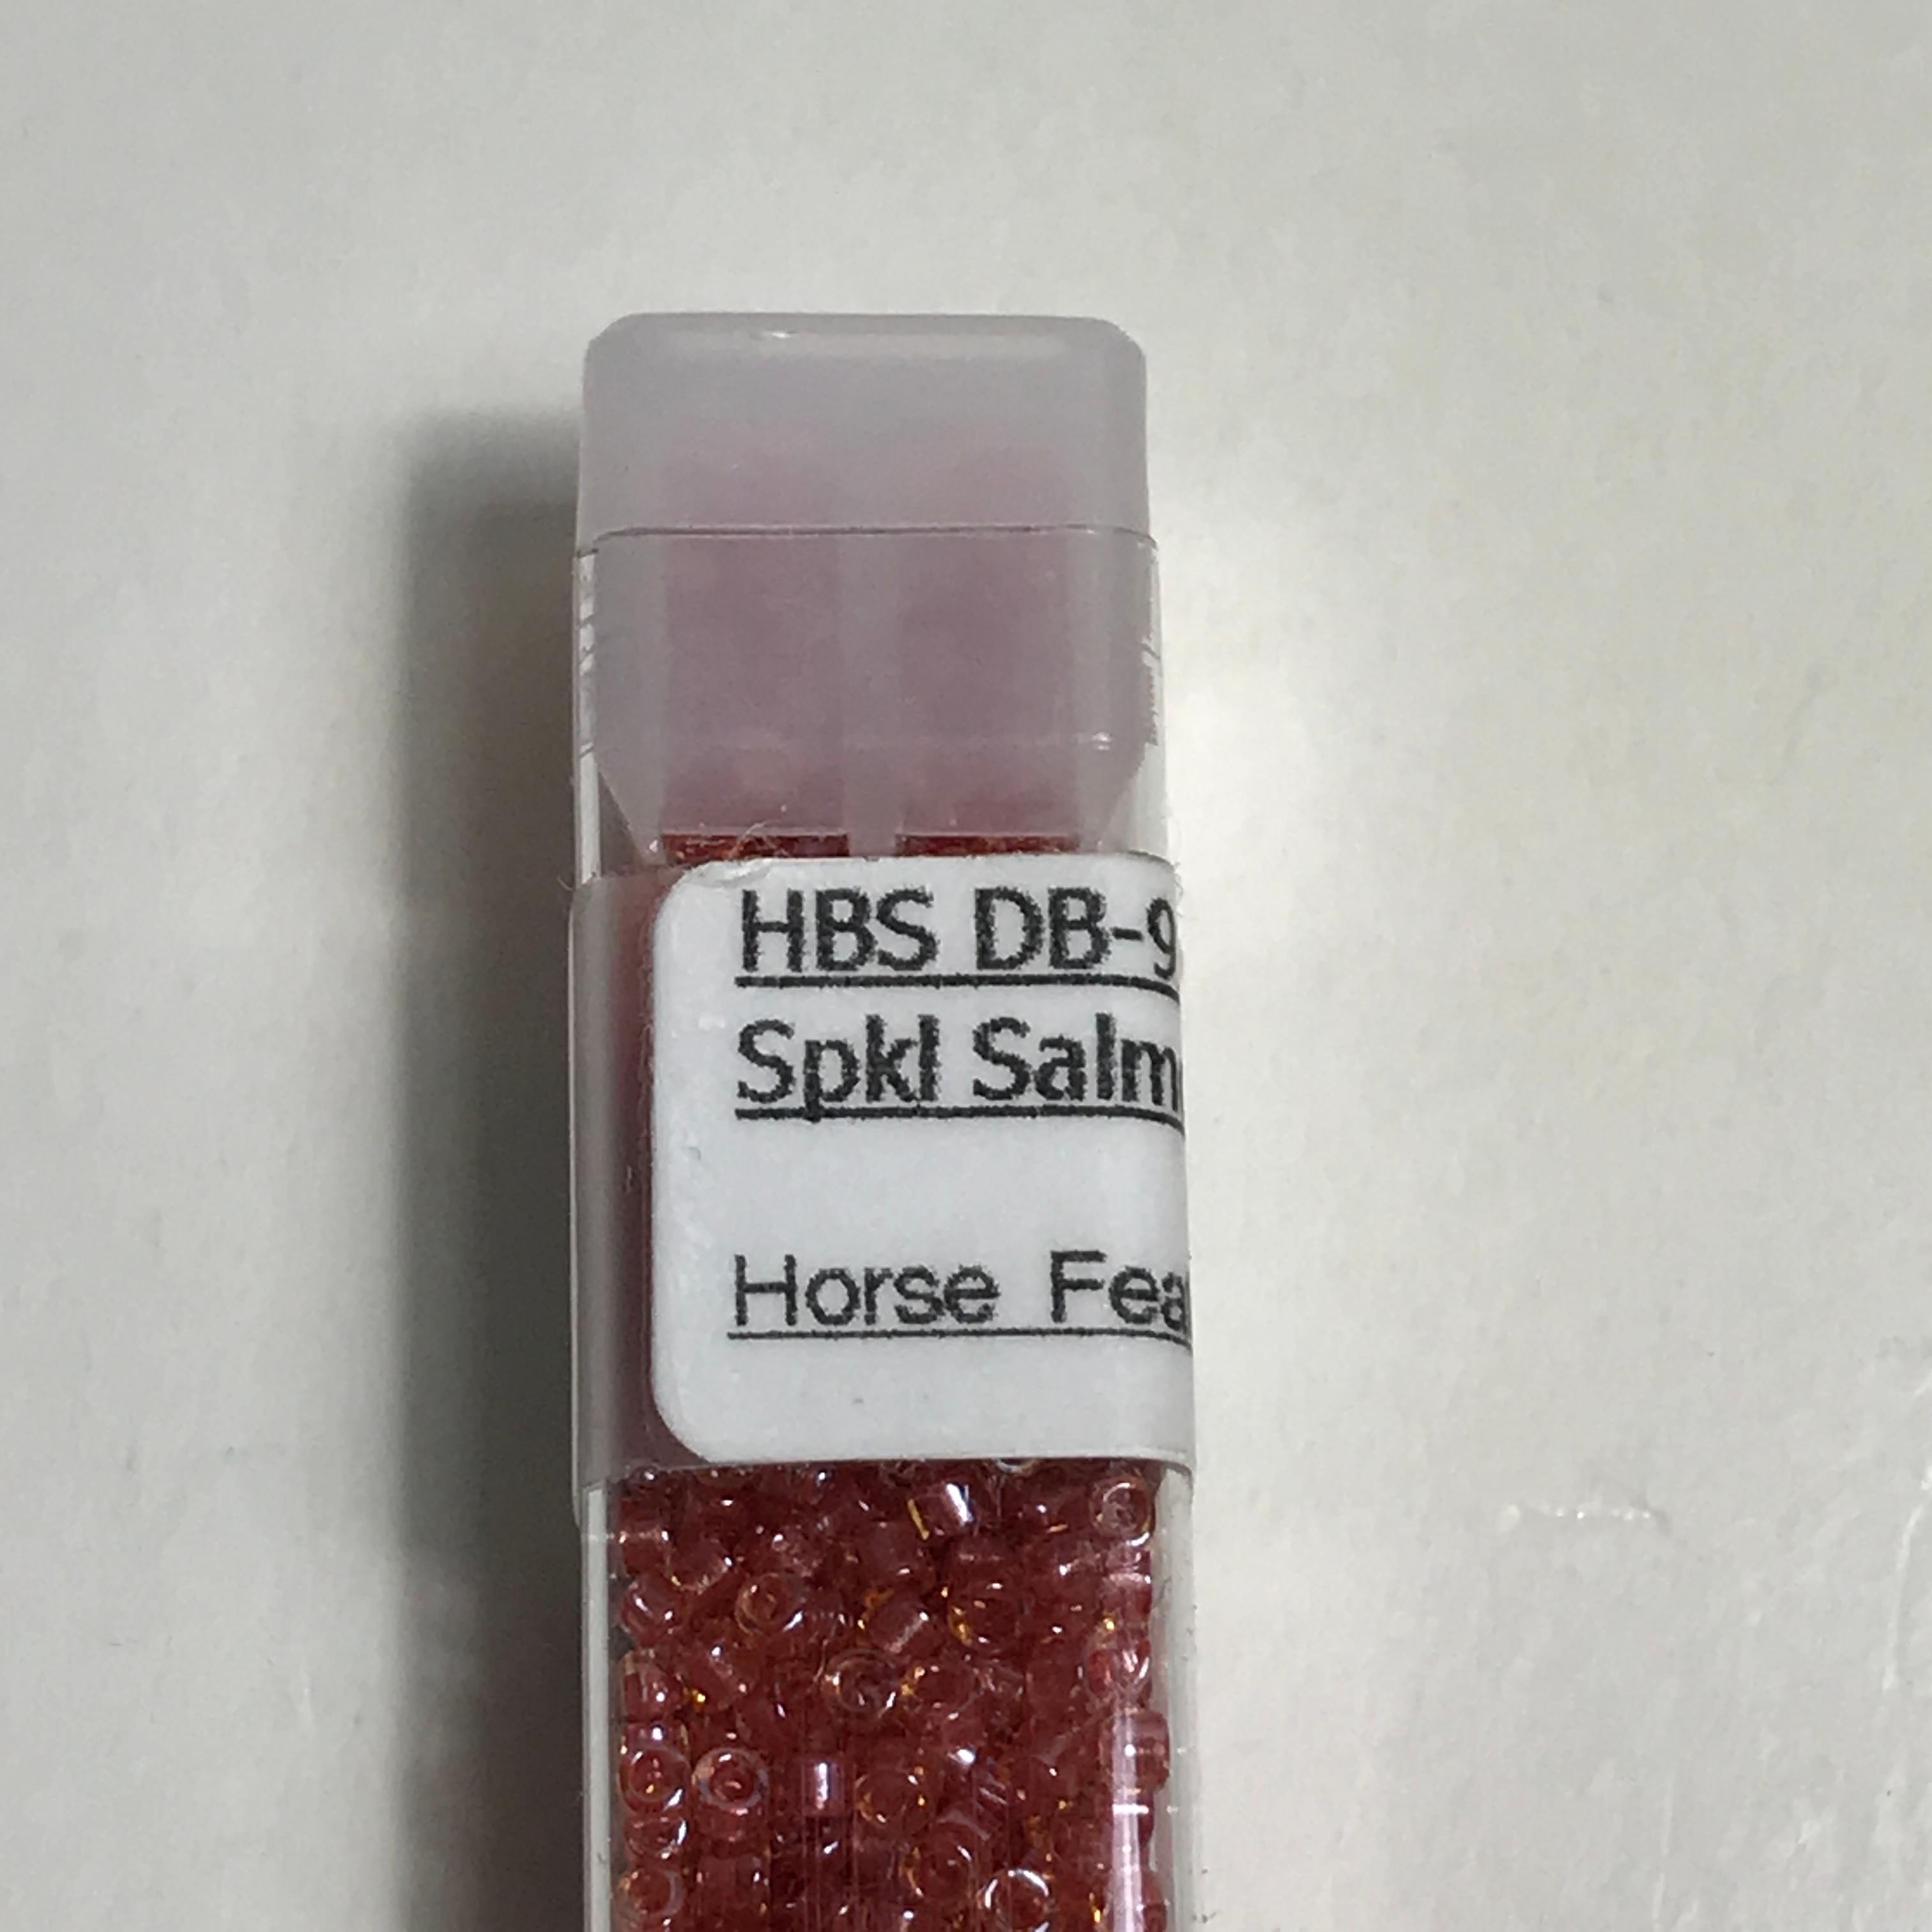 HBS DB-9
Spkl Salm
Horse Fea